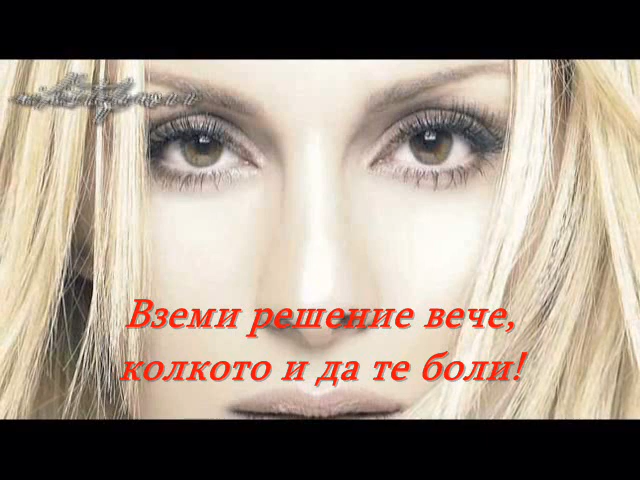 Вземи решение вече,
колкото и да те боли!